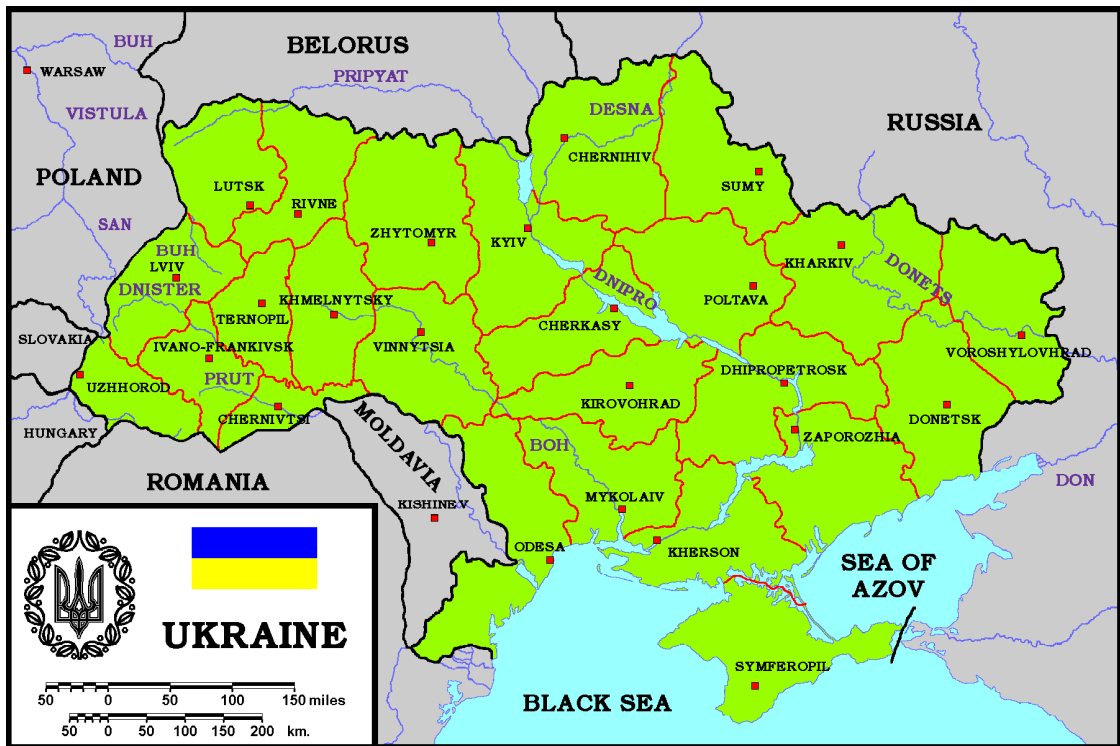 BUH
BELORUS
WARSAW
PRIPYAT
VISTULA
DESNA
RUSSIA
CHERNIHIV
POLAND
SUMY
LUTSK
RIVNE
SAN
ZHYTOMYR
KYIV
BUH
KHARKIV
LVIV
DONETS
DNISTER
DNIPRO
KHMELNYTSKY
POLTAVA
TERNOPIL
CHERKASY
SLOVAKIA
IVANO-FRANKIVSK
VINNYTSIA
VOROSHYLOVHRAD
UZHHOROD
PRUT
DHIPROPETROSK
KIROVOHRAD
CHERNIVTSI
DONETSK
HUNGARY
MOLDAVIA
ZAPOROZHIA
BOH
ROMANIA
DON
KISHINEV
MYKOLAIV
ODESA
KHERSON
SEA OF
AZOV
UKRAINE
SYMFEROPIL
BLACK SEA
50 0 50 100 150 miles
50 0 50 100 150 200 km.